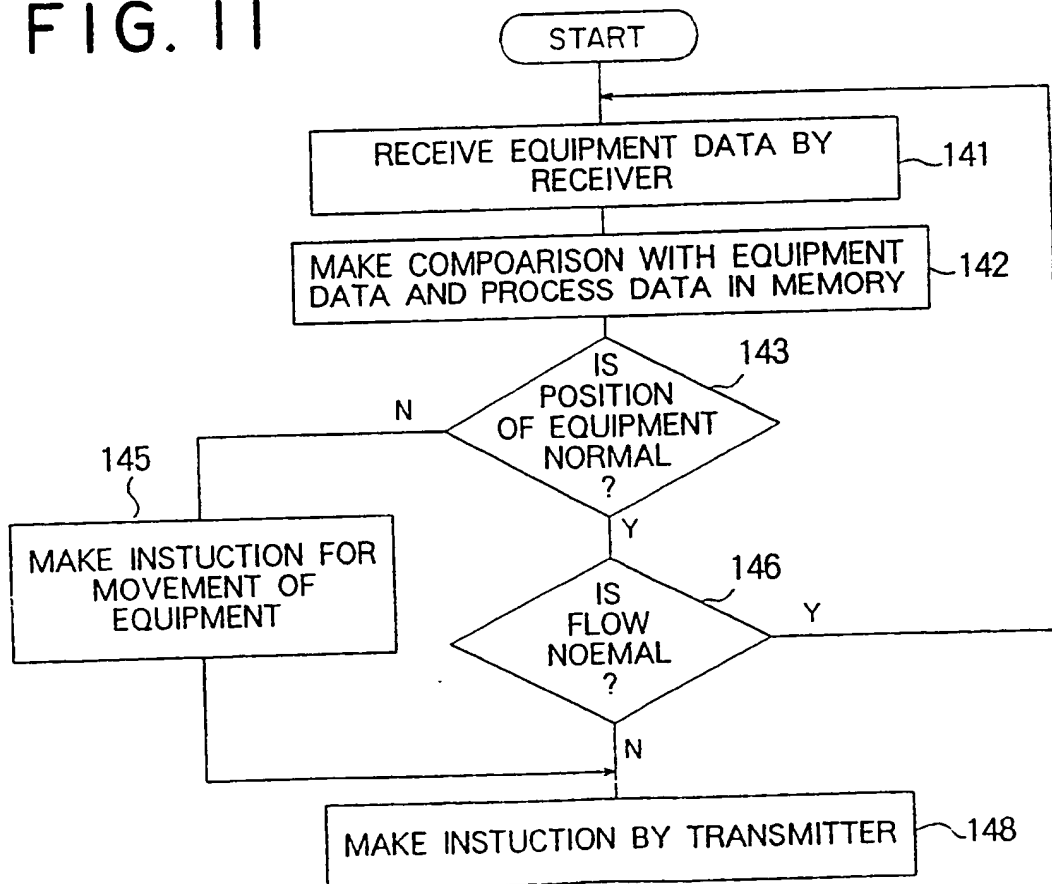 FIG. 11
START
RECEIVE EQUIPMENT DATA BY
RECEIVER
141
MAKE COMPOARISON WITH EQUIPMENT
DATA AND PROCESS DATA IN MEMORY
142
IS
POSITION
OF EQUIPMENT
NORMAL
?
143
N
Y
145
MAKE INSTUCTION FOR
MOVEMENT OF
EQUIPMENT
IS
FLOW
NOEMAL
?
146
Y
N
MAKE INSTUCTION BY TRANSMITTER
148